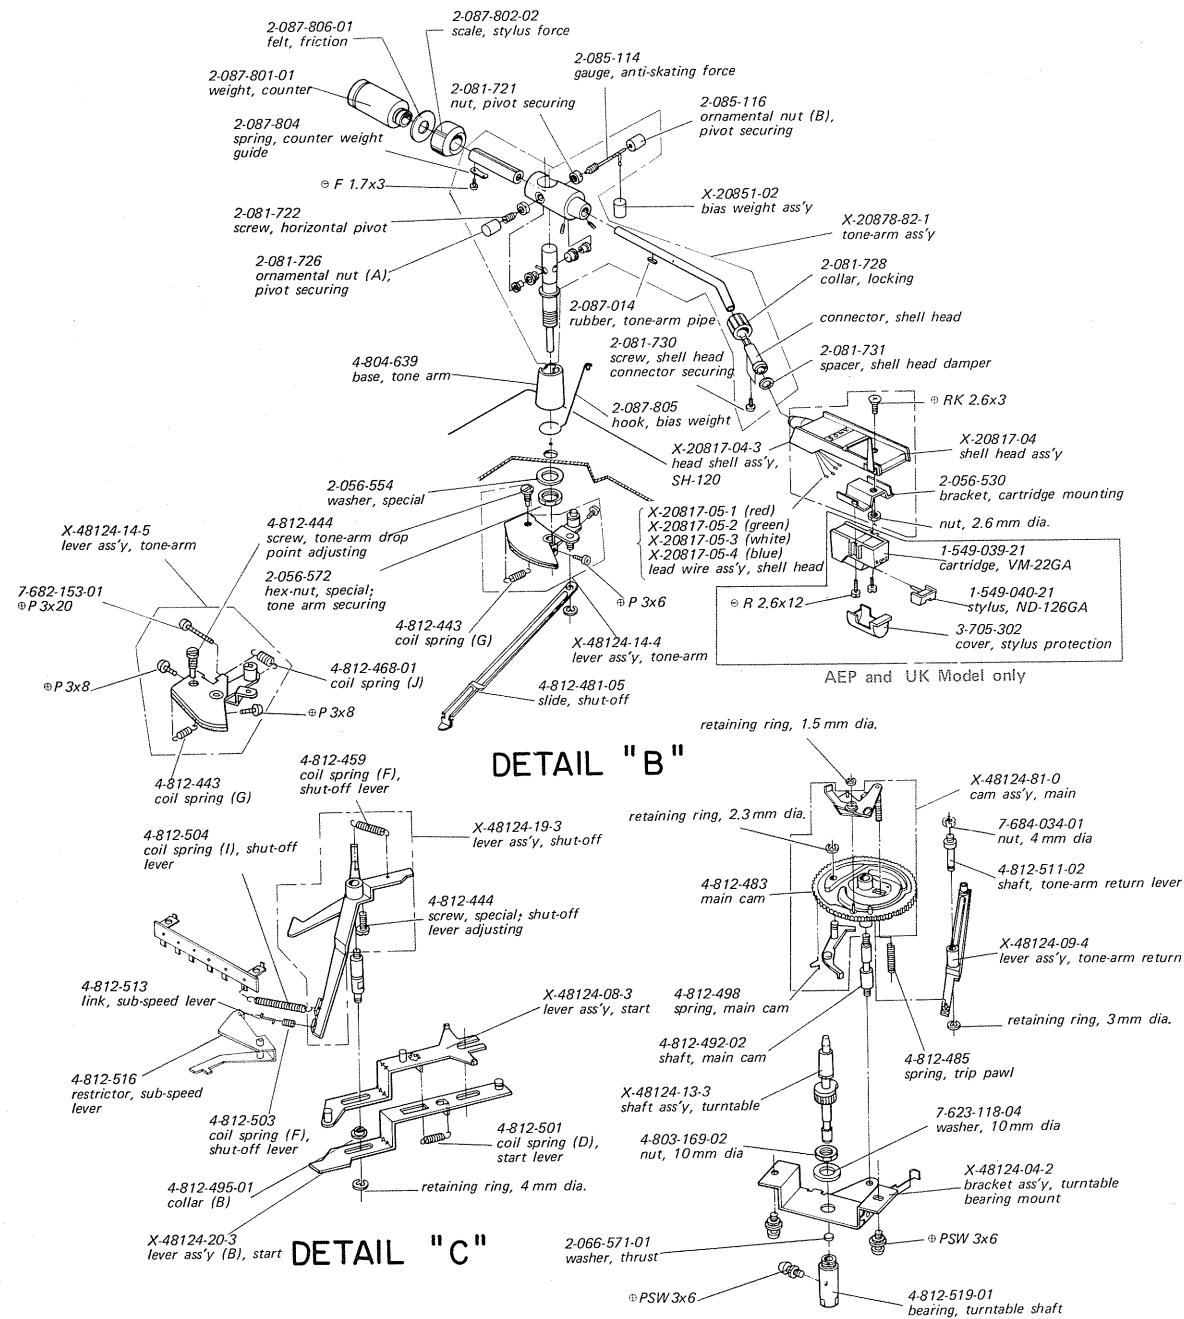 2-087-806-01
felt, friction
2-087-802-02
scale, stylus force
2-085-114
gauge, anti-skating force
2-087-801-01
weight, counter
2-081-721
nut, pivot securing
2-085-116
ornamental nut (B),
pivot securing
2-087-804
spring, counter weight
guide
⊖ F 1.7x3
X-20851-02
bias weight ass'y
2-081-722
screw, horizontal pivot
X-20878-82-1
tone-arm ass'y
2-081-726
ornamental nut (A),
pivot securing
2-081-728
collar, locking
2-087-014
rubber, tone-arm pipe
connector, shell head
2-081-730
screw, shell head
connector securing
2-081-731
spacer, shell head damper
4-804-639
base, tone arm
2-087-805
hook, bias weight
⊕ RK 2.6x3
X-20817-04-3
head shell ass'y,
SH-120
SONY
X-20817-04
shell head ass'y
2-056-554
washer, special
2-056-530
bracket, cartridge mounting
X-20817-05-1 (red)
X-20817-05-2 (green)
X-20817-05-3 (white)
X-20817-05-4 (blue)
lead wire ass'y, shell head
nut, 2.6 mm dia.
X-48124-14-5
lever ass'y, tone-arm
4-812-444
screw, tone-arm drop
point adjusting
1-549-039-21
cartridge, VM-22GA
2-056-572
hex-nut, special;
tone arm securing
7-682-153-01
⊕ P 3x20
⊕ P 3x6
⊖ R 2.6x12
1-549-040-21
stylus, ND-126GA
3-705-302
cover, stylus protection
4-812-443
coil spring (G)
X-48124-14-4
lever ass'y, tone-arm
4-812-468-01
coil spring (J)
⊕ P 3x8
4-812-481-05
slide, shut-off
AEP and UK Model only
⊕ P 3x8
4-812-443
coil spring (G)
DETAIL "B"
retaining ring, 1.5 mm dia.
4-812-459
coil spring (F),
shut-off lever
X-48124-81-0
cam ass'y, main
retaining ring, 2.3 mm dia.
4-812-504
coil spring (I), shut-off
lever
X-48124-19-3
lever ass'y, shut-off
7-684-034-01
nut, 4 mm dia
4-812-511-02
shaft, tone-arm return lever
4-812-483
main cam
4-812-444
screw, special; shut-off
lever adjusting
X-48124-09-4
lever ass'y, tone-arm return
4-812-513
link, sub-speed lever
X-48124-08-3
lever ass'y, start
4-812-498
spring, main cam
retaining ring, 3 mm dia.
4-812-492-02
shaft, main cam
4-812-485
spring, trip pawl
4-812-516
restrictor, sub-speed
lever
X-48124-13-3
shaft ass'y, turntable
4-812-503
coil spring (F),
shut-off lever
4-812-501
coil spring (D),
start lever
7-623-118-04
washer, 10 mm dia
4-803-169-02
nut, 10 mm dia
X-48124-04-2
bracket ass'y, turntable
bearing mount
4-812-495-01
collar (B)
retaining ring, 4 mm dia.
X-48124-20-3
lever ass'y (B), start
DETAIL "C"
2-066-571-01
washer, thrust
⊕ PSW 3x6
⊕ PSW 3x6
4-812-519-01
bearing, turntable shaft